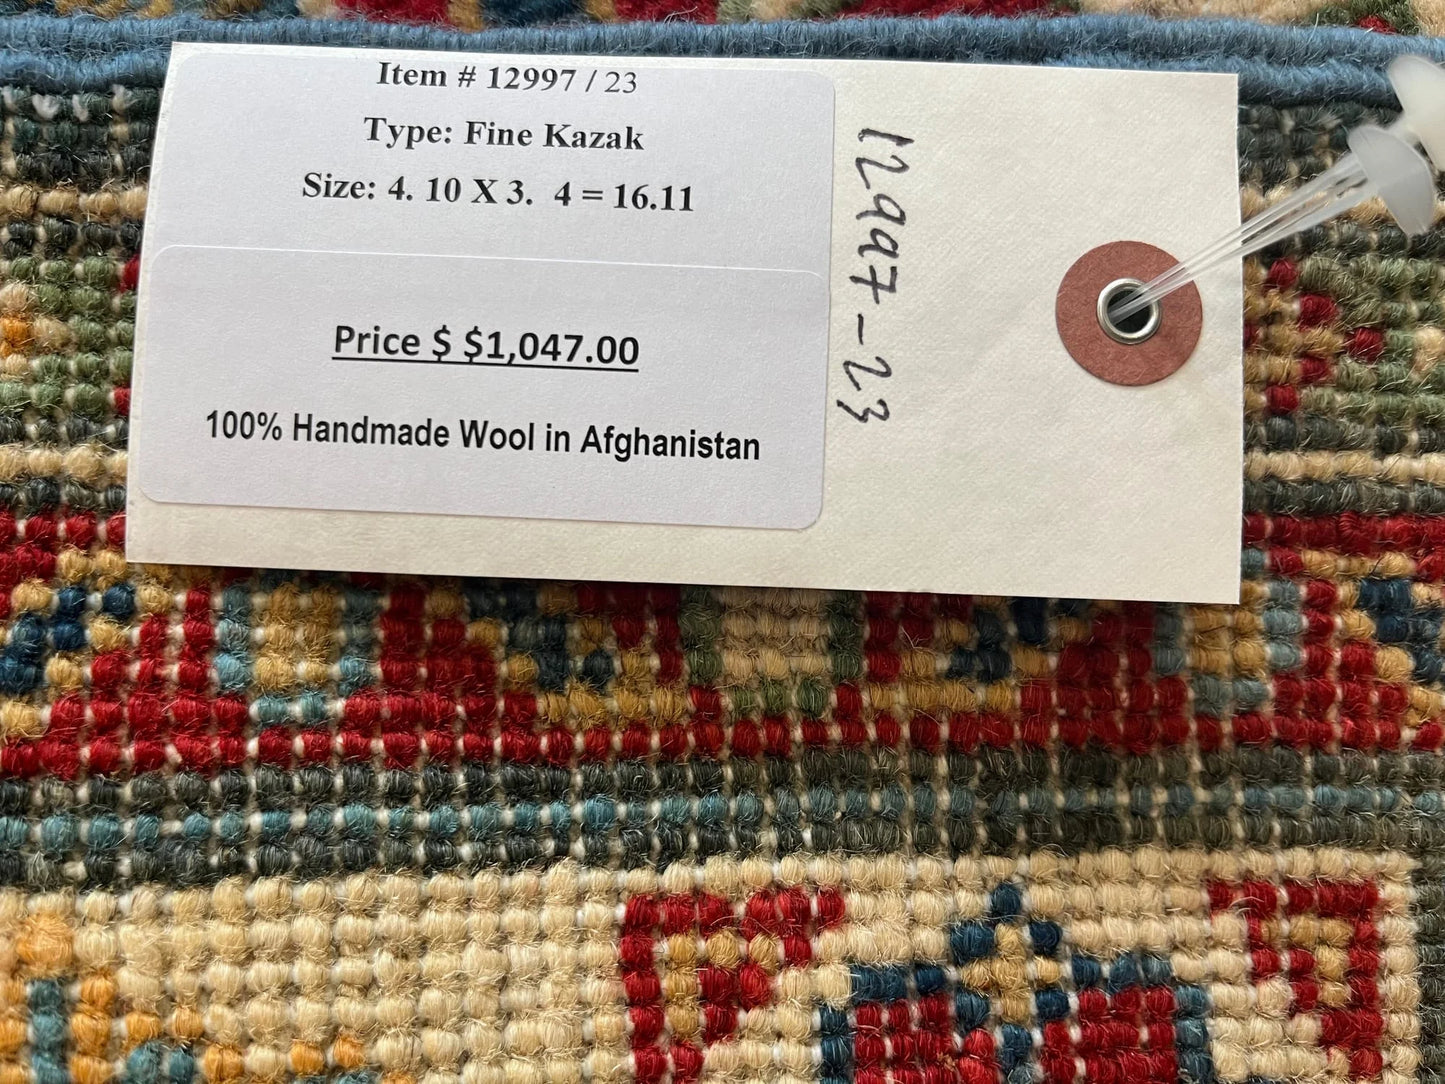 Item # 12997 / 23
Type: Fine Kazak
Size: 4. 10 X 3.  4 = 16.11
Price $ $1,047.00
100% Handmade Wool in Afghanistan
12997-23